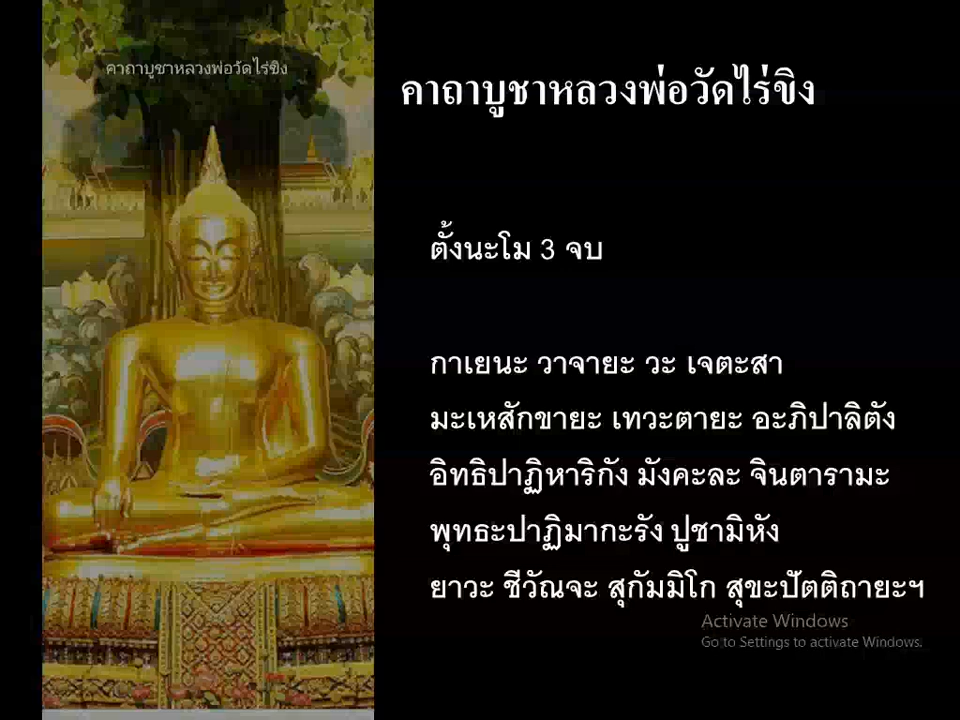 คาถาบูชาหลวงพ่อวัดไร่ขิง
คาถาบูชาหลวงพ่อวัดไร่ขิง
ตั้งนะโม 3 จบ
กาเยนะ วาจายะ วะ เจตะสา
มะเหสักขายะ เทวะตายะ อะภิปาลิตัง
อิทธิปาฏิหาริกัง มังคะละ จินตารามะ
พุทธะปาฏิมากะรัง ปูชามิหัง
ยาวะ ชีวัณจะ สุกัมมิโก สุขะปัตติถายะฯ
Activate Windows
Go to Settings to activate Windows.